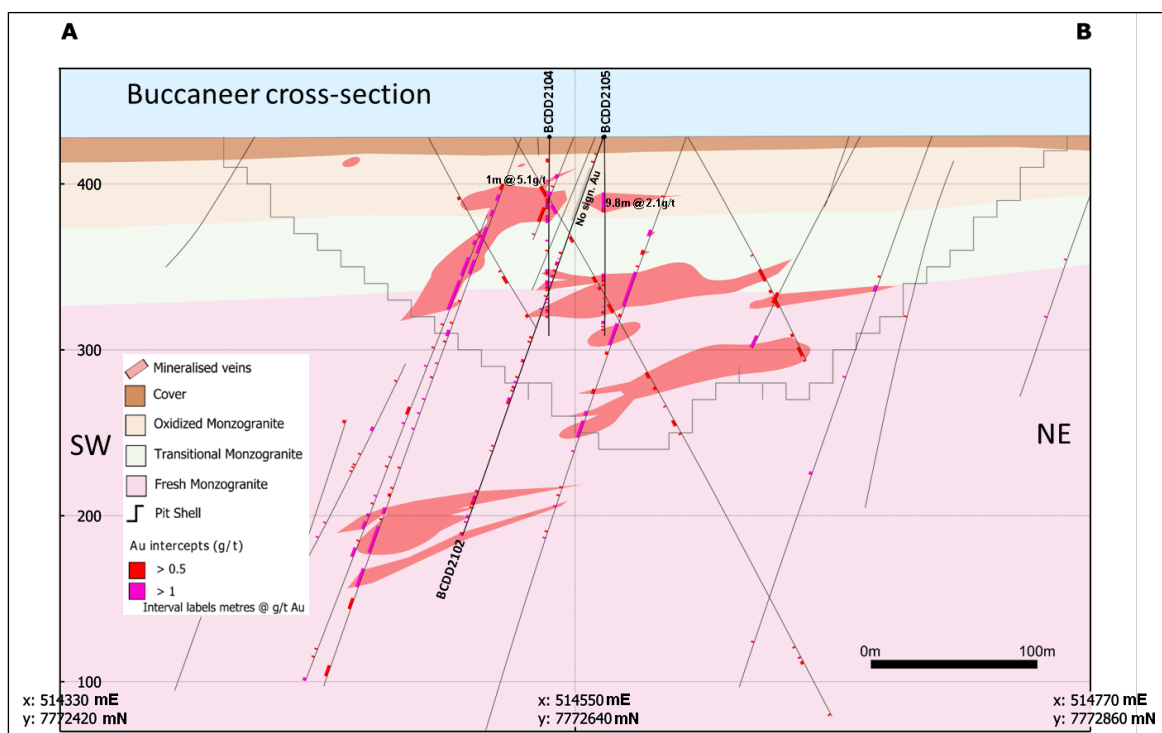 A
B
Buccaneer cross-section
BCDD2104
BCDD2105
400
1m @ 5.1g/t
No sign. Au
9.8m @ 2.1g/t
300
Mineralised veins
Cover
Oxidized Monzogranite
Transitional Monzogranite
Fresh Monzogranite
Pit Shell
Au intercepts (g/t)
> 0.5
> 1
Interval labels metres @ g/t Au
SW
NE
200
BCDD2102
0m
100m
100
x: 514330 mE
y: 7772420 mN
x: 514550 mE
y: 7772640 mN
x: 514770 mE
y: 7772860 mN